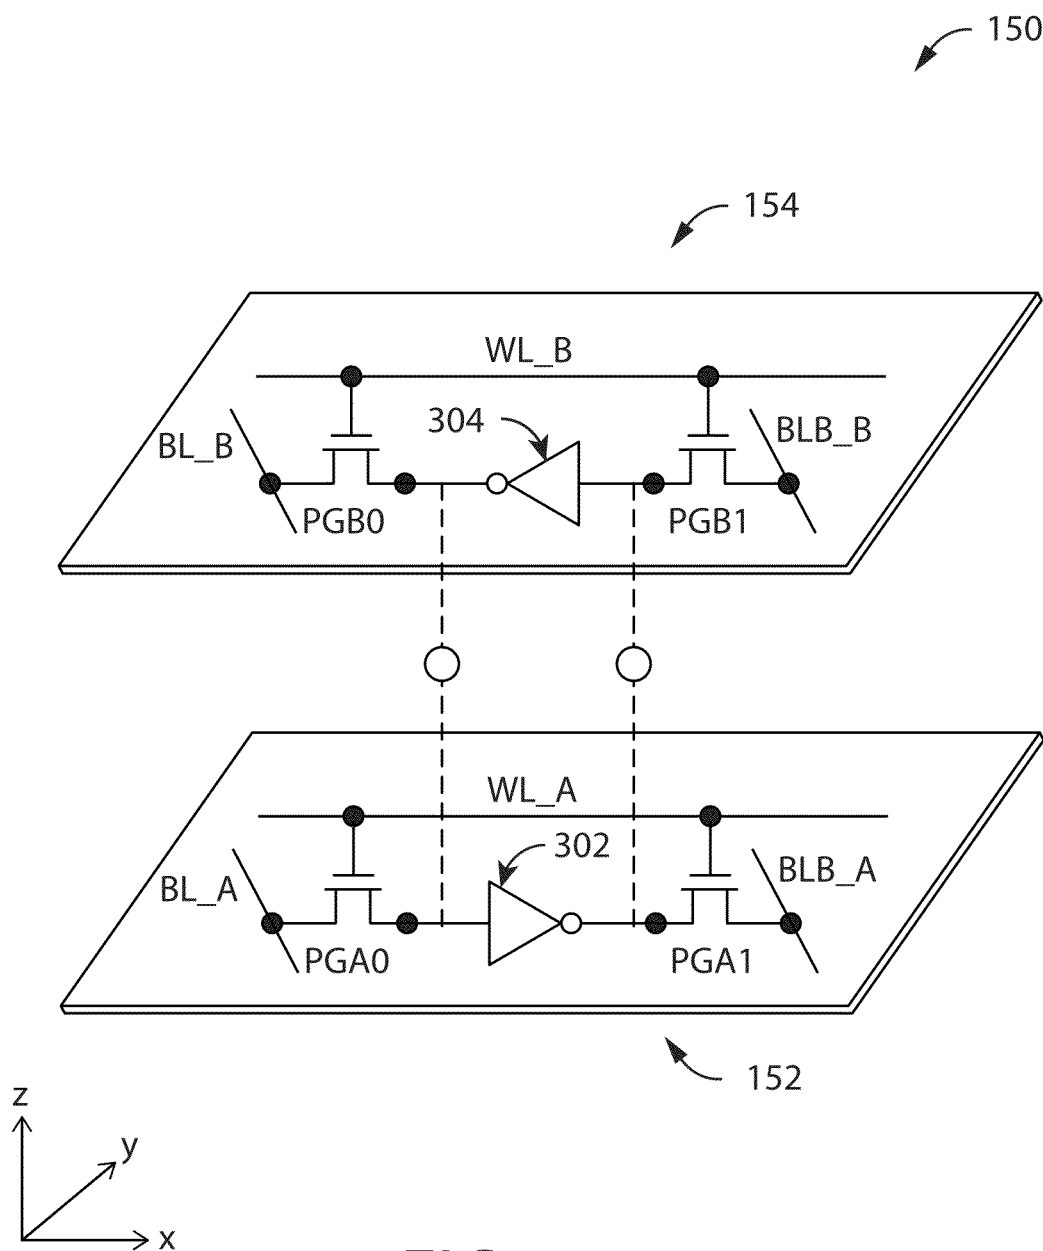 150
154
WL_B
304
BL_B
BLB_B
PGB0
PGB1
WL_A
302
BL_A
BLB_A
PGA0
PGA1
152
z
y
x